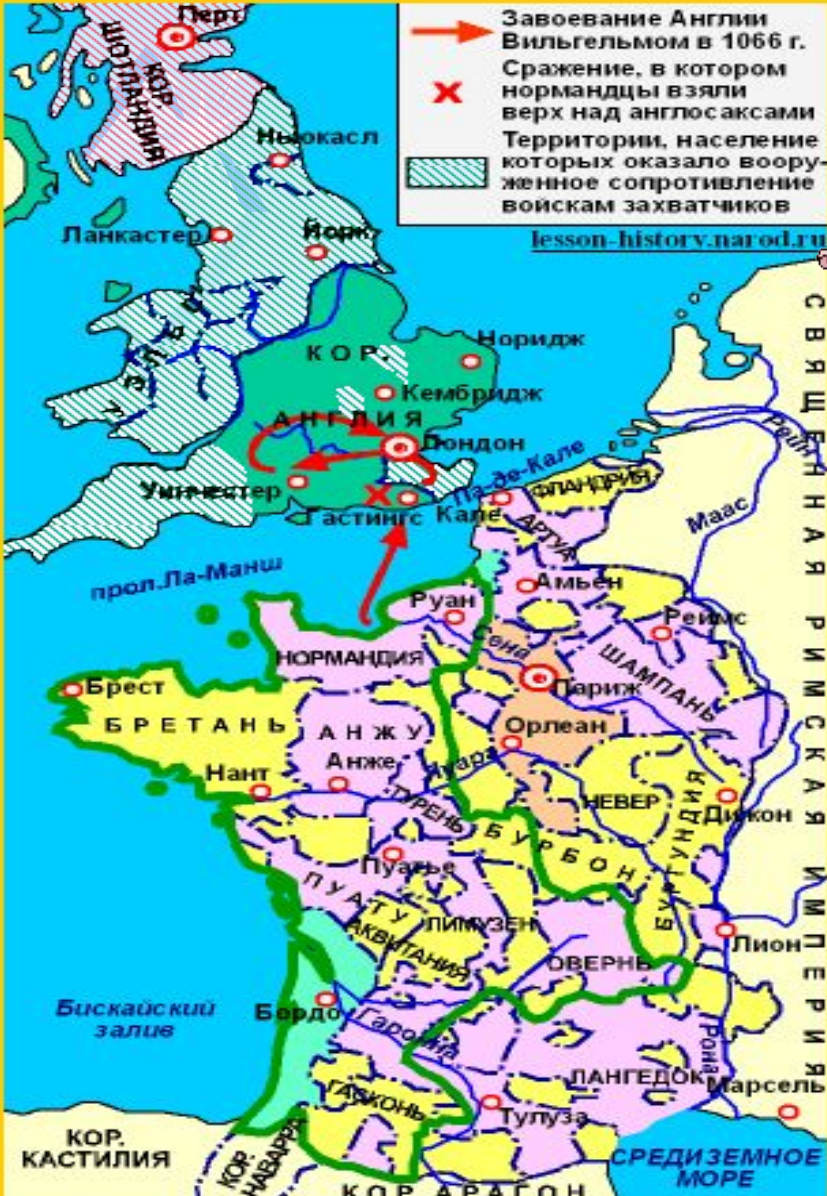 Перт
КОР. ШОТЛАНДИЯ
Завоевание Англии
Вильгельмом в 1066 г.
Сражение, в котором
нормандцы взяли
верх над англосаксами
Территории, население
которых оказало воору-
женное сопротивление
войскам захватчиков
lesson-history.narod.ru
Ньюкасл
Ланкастер
Йорк
УЭЛЬС
КОР.
АНГЛИЯ
Норидж
Кембридж
Лондон
Гастингс
Кале
Па-де-Кале
ФЛАНДРИЯ
АРТУА
Рейн
Маас
СВЯЩЕННАЯ РИМСКАЯ ИМПЕРИЯ
прол.Ла-Манш
Амьен
Руан
Реймс
Сена
НОРМАНДИЯ
ШАМПАНЬ
Париж
Брест
БРЕТАНЬ
АНЖУ
Орлеан
Анже
Луара
Нант
НЕВЕР
Дижон
ТУРЕНЬ
БУРБОН
БУРГУНДИЯ
Пуатье
ПУАТУ
ЛИМУЗЕН
АКВИТАНИЯ
ОВЕРНЬ
Лион
Бискайский
залив
Бордо
Гаронна
Рона
ЛАНГЕДОК
Марсель
ГАСКОНЬ
Тулуза
КОР.
КАСТИЛИЯ
КОР.
НАВАРРА
КОР. АРАГОН
СРЕДИЗЕМНОЕ
МОРЕ